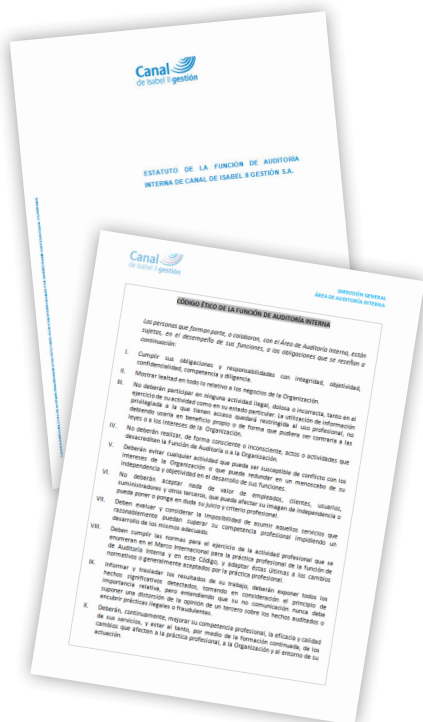 Canal
de Isabel II gestión
ESTATUTO DE LA FUNCIÓN DE AUDITORIA
INTERNA DE CANAL DE ISABEL II GESTIÓN S.A.
Canal
de Isabel II gestión
DIRECCIÓN GENERAL
ÁREA DE AUDITORÍA INTERNA
CÓDIGO ÉTICO DE LA FUNCIÓN DE AUDITORÍA INTERNA
Las personas que forman parte, o colaboran, con el Área de Auditoría Interna, están
sujetas, en el desempeño de sus funciones, a las obligaciones que se reseñan a
continuación:
I. Cumplir sus obligaciones y responsabilidades con integridad, objetividad,
confidencialidad, competencia y diligencia.
II. Mostrar lealtad en todo lo relativo a los negocios de la Organización.
III. No deberán participar en ninguna actividad ilegal, dolosa o incorrecta, tanto en el
ejercicio de su actividad como en su estado particular. La utilización de información
privilegiada a la que tienen acceso quedará restringida al uso profesional, no
debiendo usarla en beneficio propio o de forma que pudiera ser contraria a las
leyes o a los intereses de la Organización.
IV. No deberán realizar, de forma consciente o inconsciente, actos o actividades que
desacrediten la Función de Auditoría o a la Organización.
V. Deberán evitar cualquier actividad que pueda ser susceptible de conflicto con los
intereses de la Organización o que pueda redundar en un menoscabo de su
independencia y objetividad en el desarrollo de sus funciones.
VI. No deberán aceptar nada de valor de empleados, clientes, usuarios,
suministradores y otros terceros, que pueda afectar su imagen de independencia o
pueda poner o ponga en duda su juicio y criterio profesional.
VII. Deben evaluar y considerar la imposibilidad de asumir aquellos servicios que
razonablemente puedan superar su competencia profesional impidiendo un
desarrollo de los mismos adecuado.
VIII. Deben cumplir las normas para el ejercicio de la actividad profesional que se
enumeran en el Marco Internacional para la práctica profesional de la función de
de Auditoría Interna y en este Código, y adaptar éstas últimas a los cambios
normativos o generalmente aceptados por la práctica profesional.
IX. Informar y trasladar los resultados de su trabajo, deberán exponer todos los
hechos significativos detectados, tomando en consideración el principio de
importancia relativa, pero entendiendo que su no comunicación nunca debe
suponer una distorsión de la opinión de un tercero sobre los hechos auditados o
encubrir prácticas ilegales o fraudulentas.
X. Deberán, continuamente, mejorar su competencia profesional, la eficacia y calidad
de sus servicios, y estar al tanto, por medio de la formación continuada, de los
cambios que afecten a la práctica profesional, a la Organización y al entorno de su
actuación.